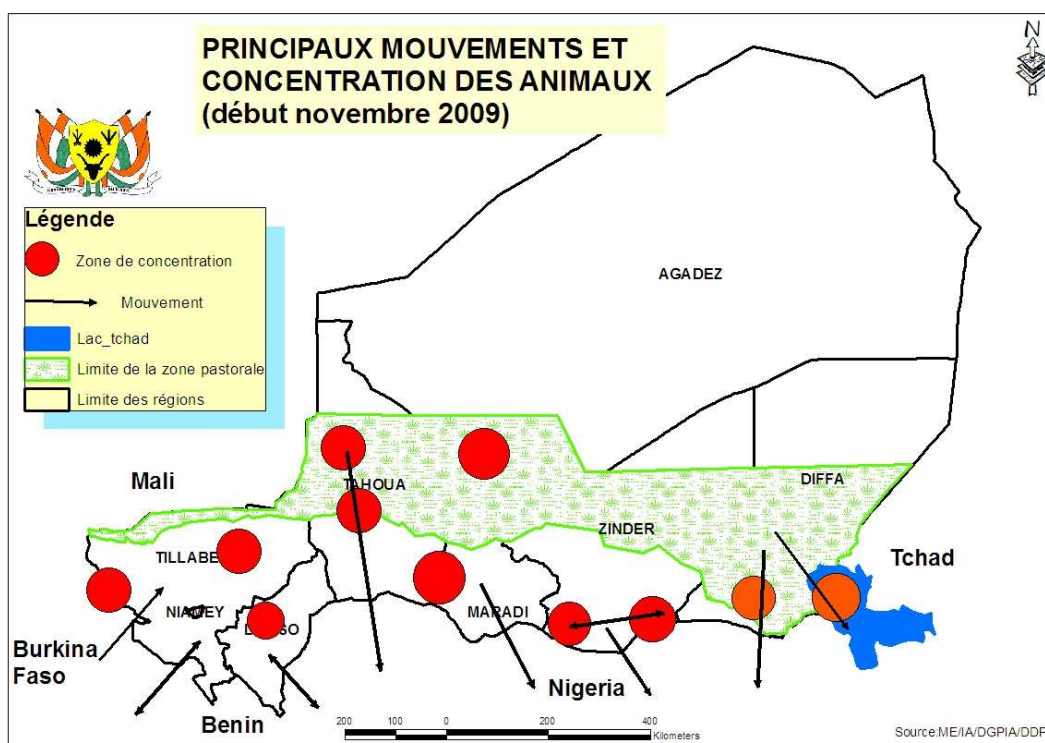 PRINCIPAUX MOUVEMENTS ET
CONCENTRATION DES ANIMAUX
(début novembre 2009)
N
Légende
Zone de concentration
Mouvement
Lac_tchad
Limite de la zone pastorale
Limite des régions
AGADEZ
Mali
TAHOUA
DIFFA
ZINDER
Tchad
TILLABE
NIAMEY
MARADI
Burkina
Faso
Benin
Nigeria
200 100 0 200 400
Kilometers
Source:ME/IA/DGPIA/DDP